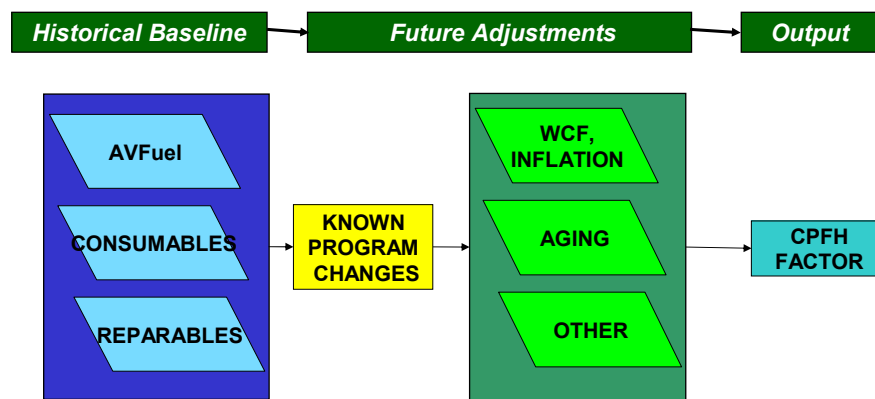 Historical Baseline
Future Adjustments
Output
AVFuel
CONSUMABLES
REPARABLES
KNOWN
PROGRAM
CHANGES
WCF,
INFLATION
AGING
OTHER
CPFH
FACTOR